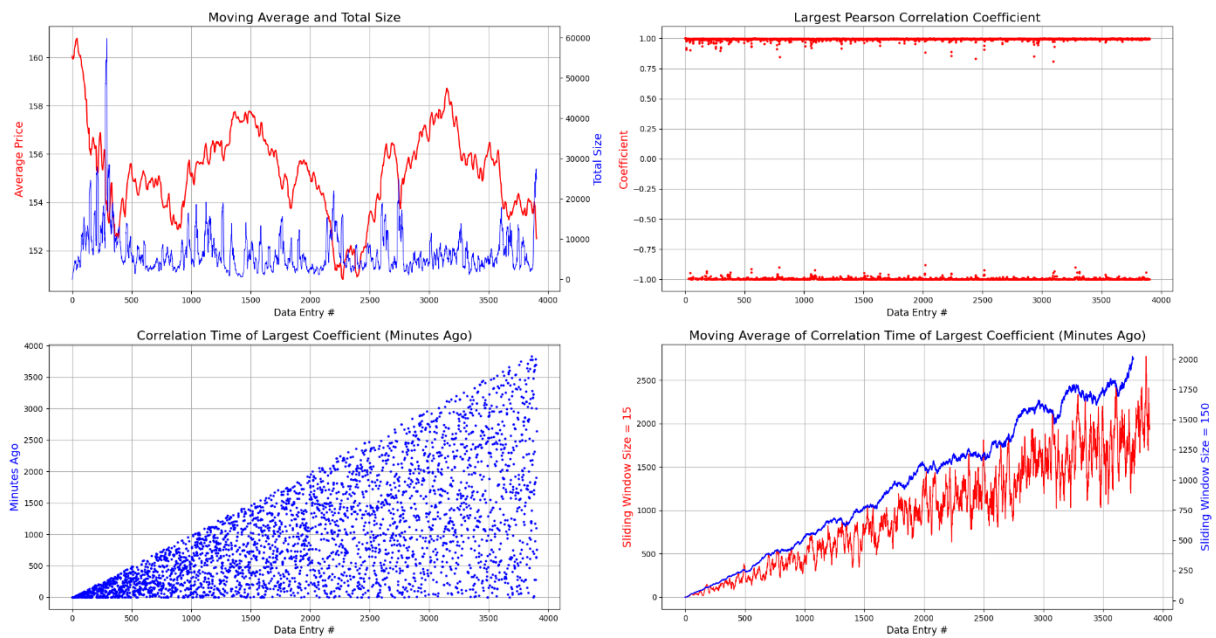 Moving Average and Total Size
160
158
156
154
152
Average Price
60000
50000
40000
30000
20000
10000
0
Total Size
0 500 1000 1500 2000 2500 3000 3500 4000
Data Entry #
Largest Pearson Correlation Coefficient
1.00
0.75
0.50
0.25
0.00
−0.25
−0.50
−0.75
−1.00
Coefficient
0 500 1000 1500 2000 2500 3000 3500 4000
Data Entry #
Correlation Time of Largest Coefficient (Minutes Ago)
4000
3500
3000
2500
2000
1500
1000
500
0
Minutes Ago
0 500 1000 1500 2000 2500 3000 3500 4000
Data Entry #
Moving Average of Correlation Time of Largest Coefficient (Minutes Ago)
2500
2000
1500
1000
500
0
Sliding Window Size = 15
2000
1750
1500
1250
1000
750
500
250
0
Sliding Window Size = 150
0 500 1000 1500 2000 2500 3000 3500 4000
Data Entry #